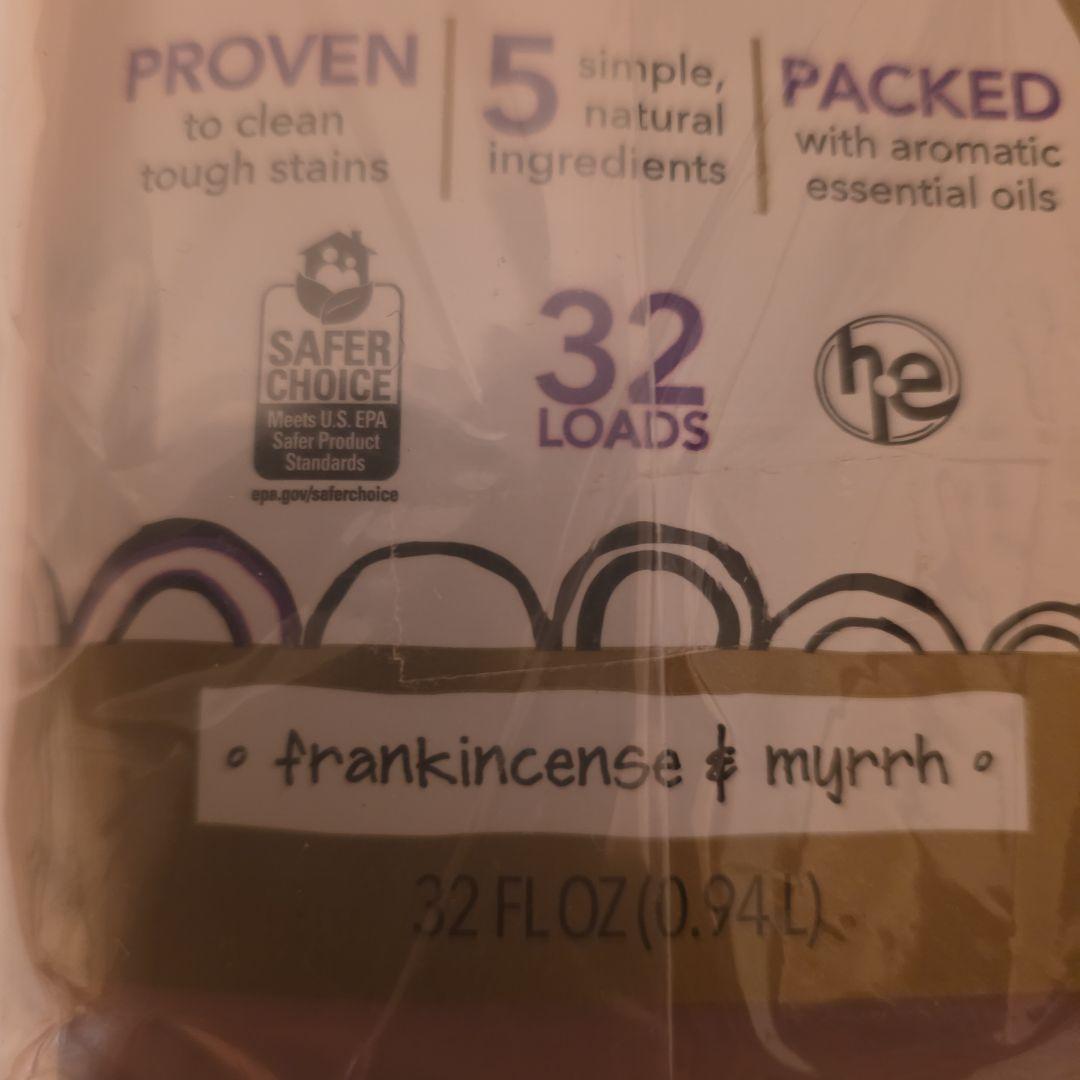 PROVEN
to clean
tough stains
5 simple,
natural
ingredients
PACKED
with aromatic
essential oils
SAFER
CHOICE
Meets U.S. EPA
Safer Product
Standards
epa.gov/saferchoice
32
LOADS
he
• frankincense & myrrh •
32 FL OZ (0.94 L)